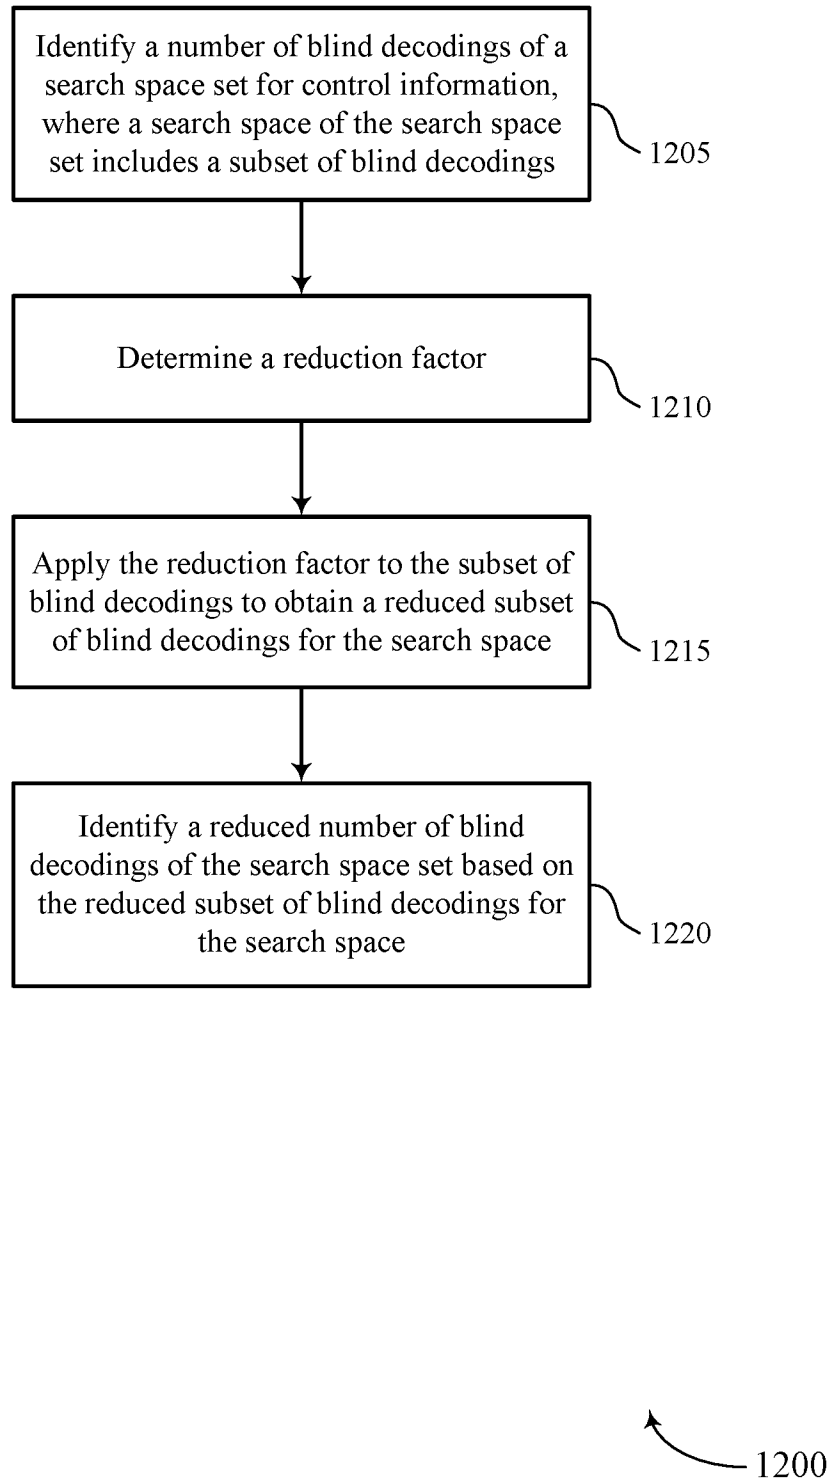 Identify a number of blind decodings of a
search space set for control information,
where a search space of the search space
set includes a subset of blind decodings
1205
Determine a reduction factor
1210
Apply the reduction factor to the subset of
blind decodings to obtain a reduced subset
of blind decodings for the search space
1215
Identify a reduced number of blind
decodings of the search space set based on
the reduced subset of blind decodings for
the search space
1220
1200